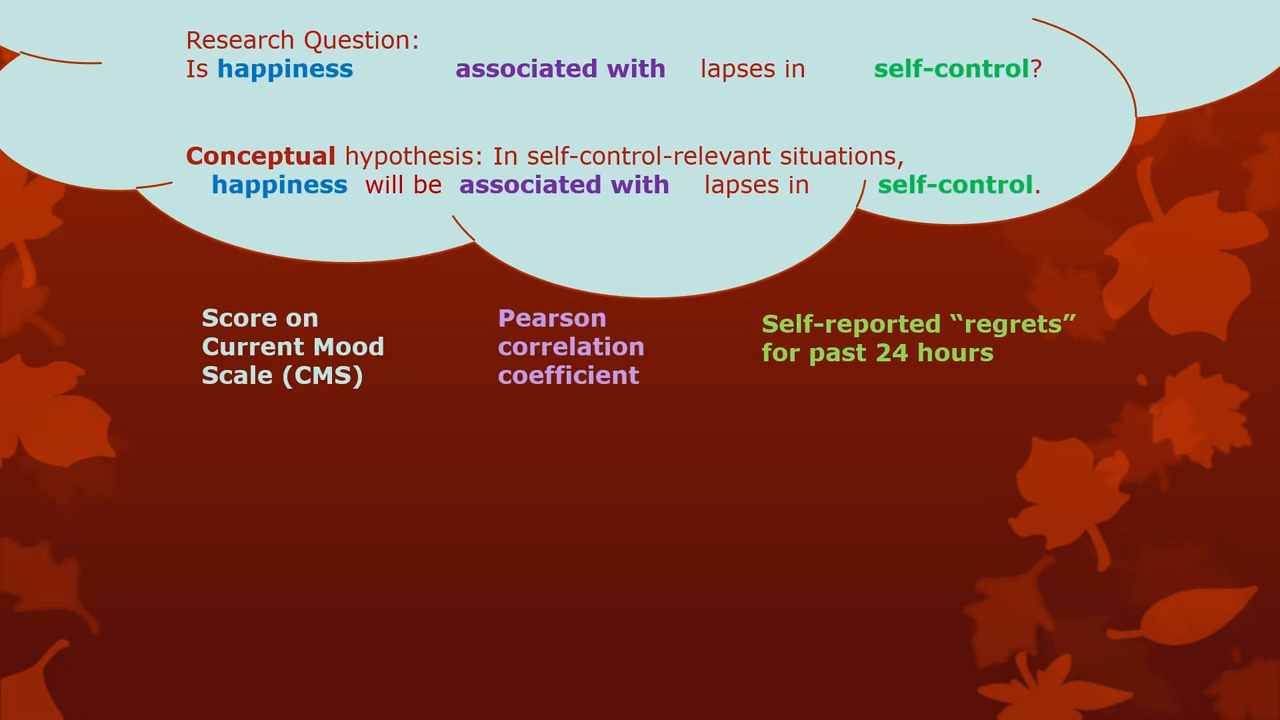 Research Question:
Is happiness associated with lapses in self-control?
Conceptual hypothesis: In self-control-relevant situations,
happiness will be associated with lapses in self-control.
Score on
Current Mood
Scale (CMS)
Pearson
correlation
coefficient
Self-reported “regrets”
for past 24 hours